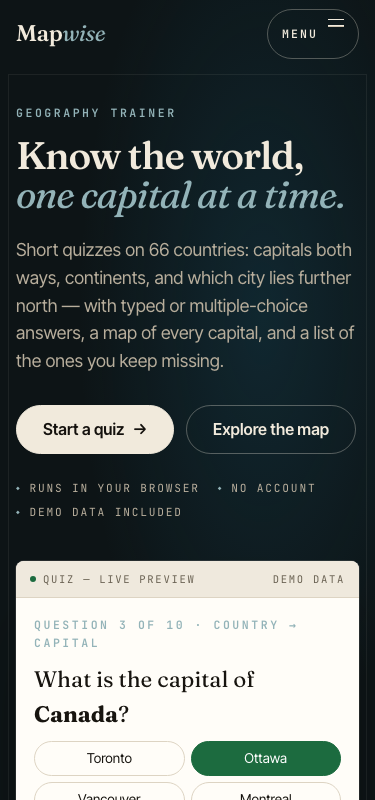 Mapwise
MENU
GEOGRAPHY TRAINER
Know the world,
one capital at a time.
Short quizzes on 66 countries: capitals both
ways, continents, and which city lies further
north — with typed or multiple-choice
answers, a map of every capital, and a list of
the ones you keep missing.
Start a quiz →
Explore the map
RUNS IN YOUR BROWSER
NO ACCOUNT
DEMO DATA INCLUDED
QUIZ — LIVE PREVIEW
DEMO DATA
QUESTION 3 OF 10 · COUNTRY →
CAPITAL
What is the capital of
Canada?
Toronto
Ottawa
Vancouver
Montreal